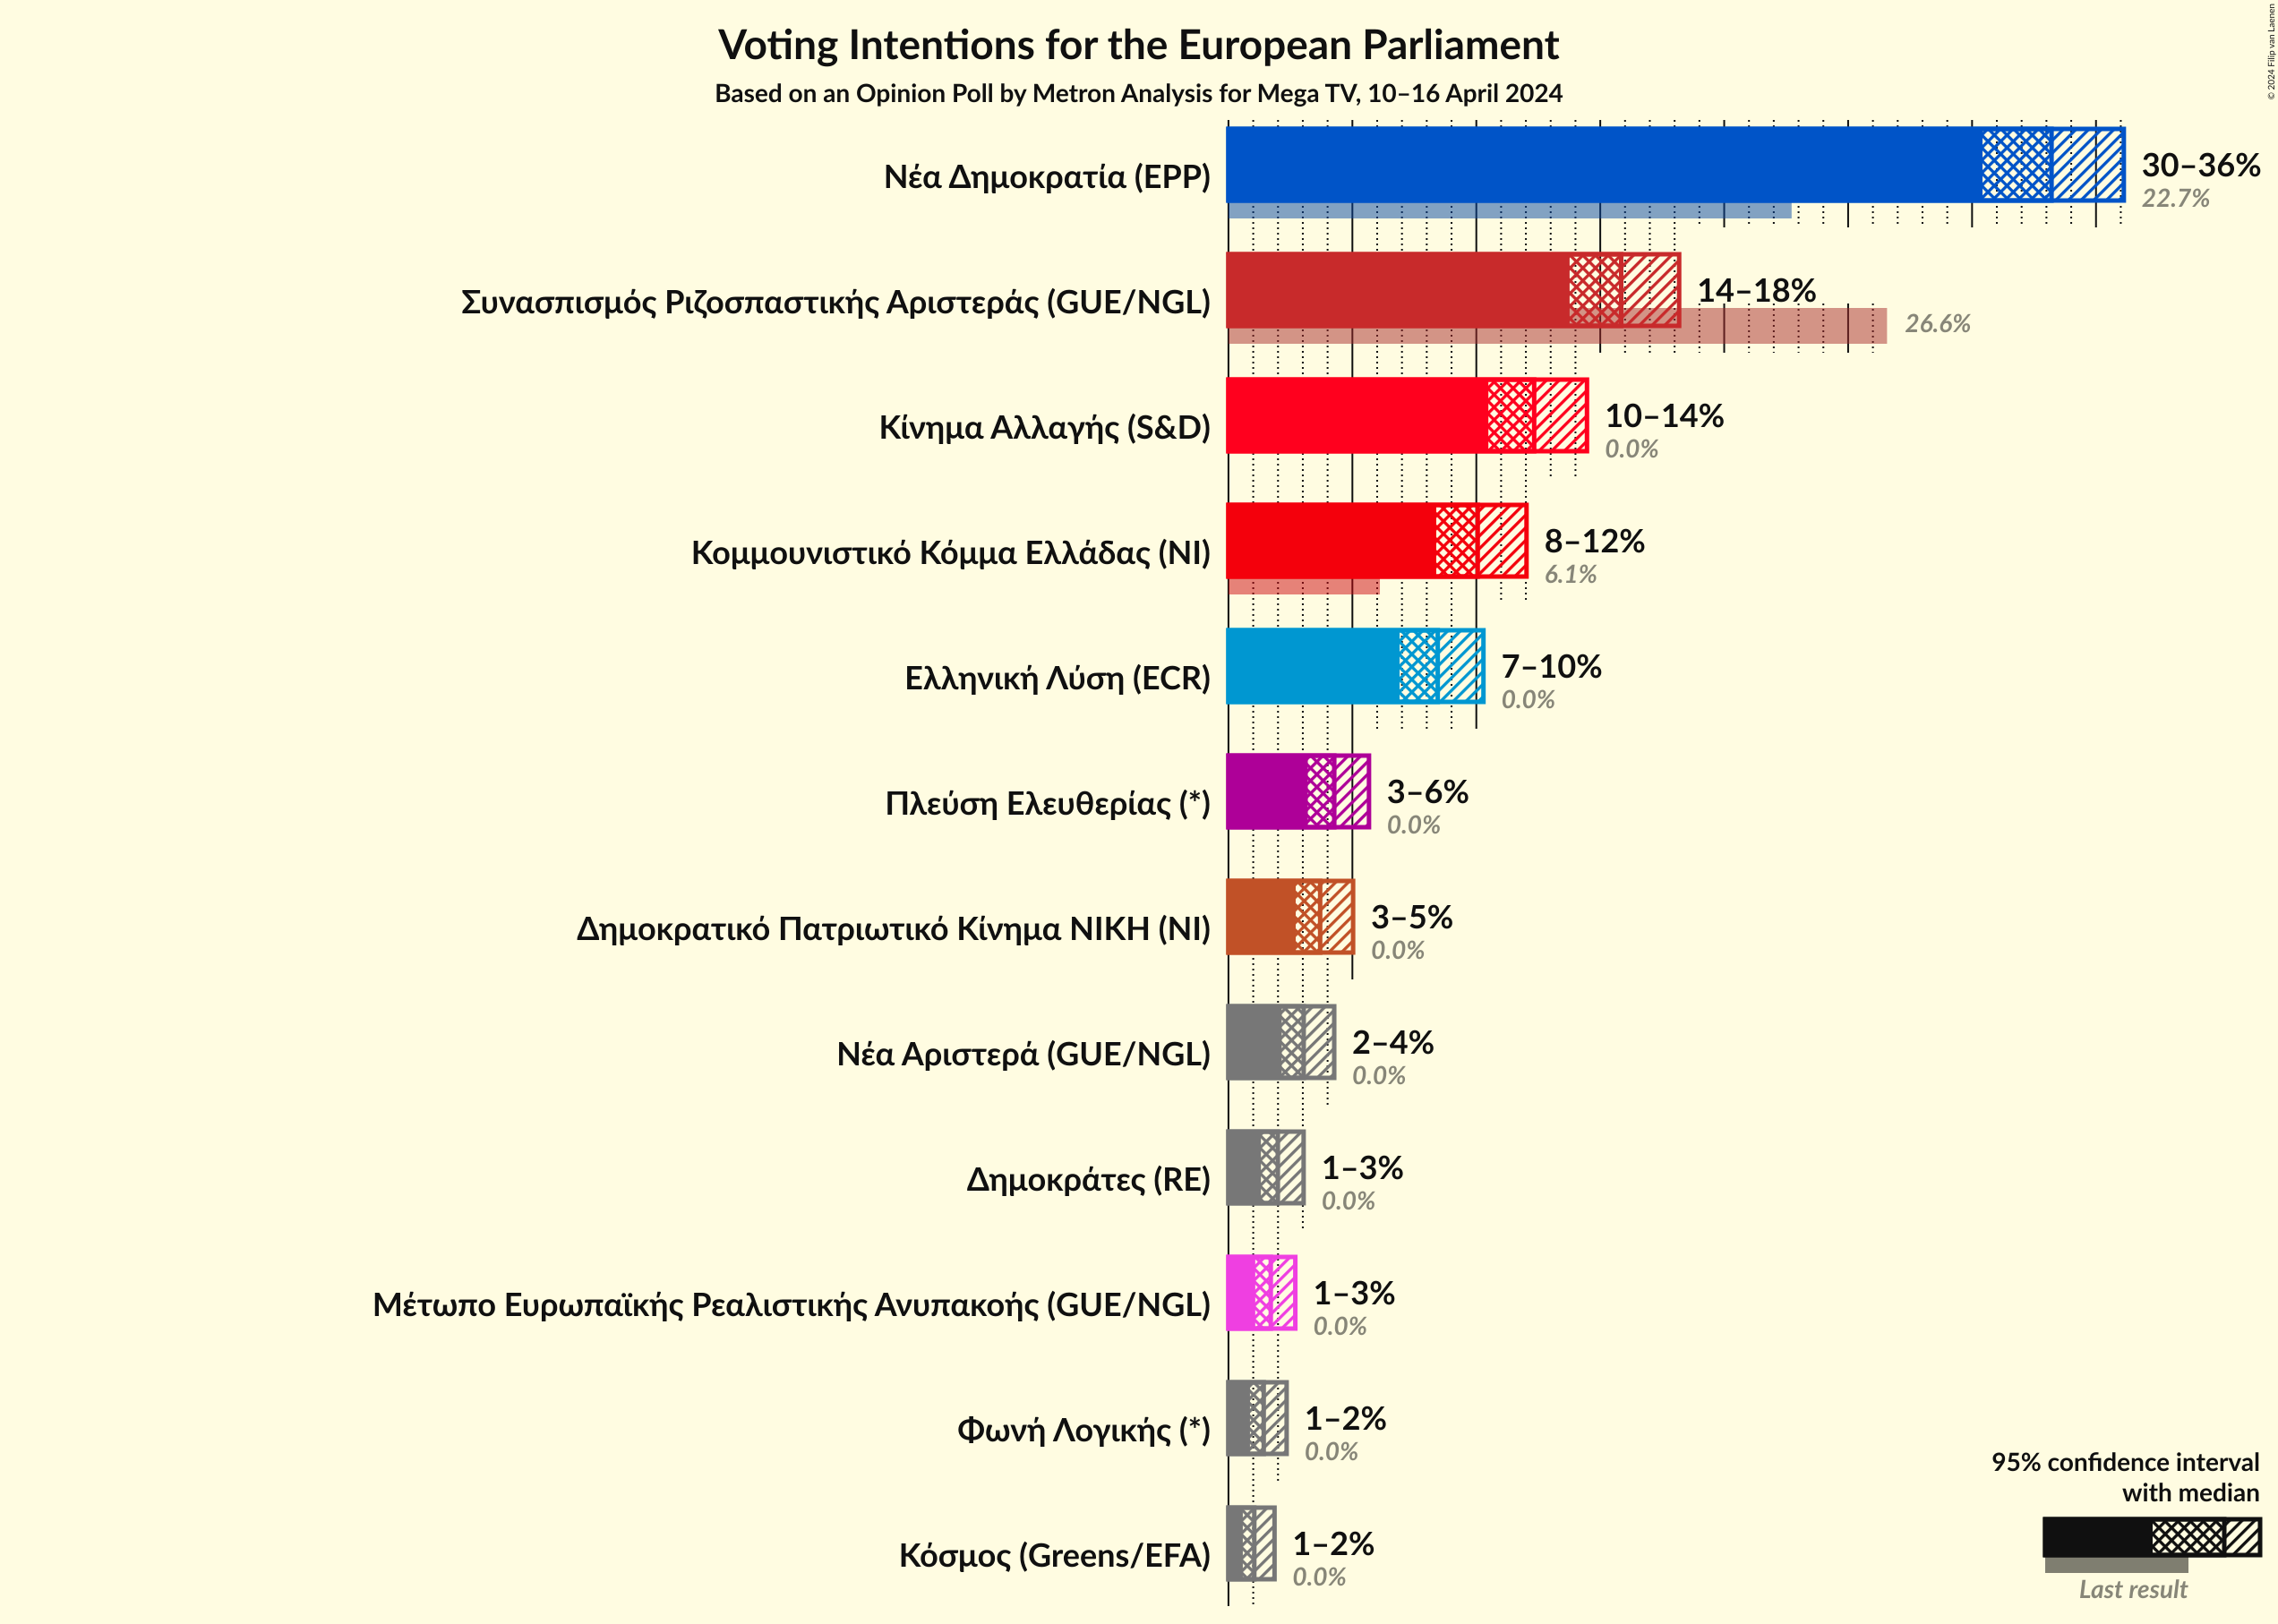 Voting Intentions for the European Parliament
Based on an Opinion Poll by Metron Analysis for Mega TV, 10–16 April 2024
© 2024 Filip van Laenen
Νέα Δημοκρατία (EPP)
30–36%
22.7%
Συνασπισμός Ριζοσπαστικής Αριστεράς (GUE/NGL)
14–18%
26.6%
Κίνημα Αλλαγής (S&D)
10–14%
0.0%
Κομμουνιστικό Κόμμα Ελλάδας (NI)
8–12%
6.1%
Ελληνική Λύση (ECR)
7–10%
0.0%
Πλεύση Ελευθερίας (*)
3–6%
0.0%
Δημοκρατικό Πατριωτικό Κίνημα ΝΙΚΗ (NI)
3–5%
0.0%
Νέα Αριστερά (GUE/NGL)
2–4%
0.0%
Δημοκράτες (RE)
1–3%
0.0%
Μέτωπο Ευρωπαϊκής Ρεαλιστικής Ανυπακοής (GUE/NGL)
1–3%
0.0%
Φωνή Λογικής (*)
1–2%
0.0%
Κόσμος (Greens/EFA)
1–2%
0.0%
95% confidence interval
with median
Last result